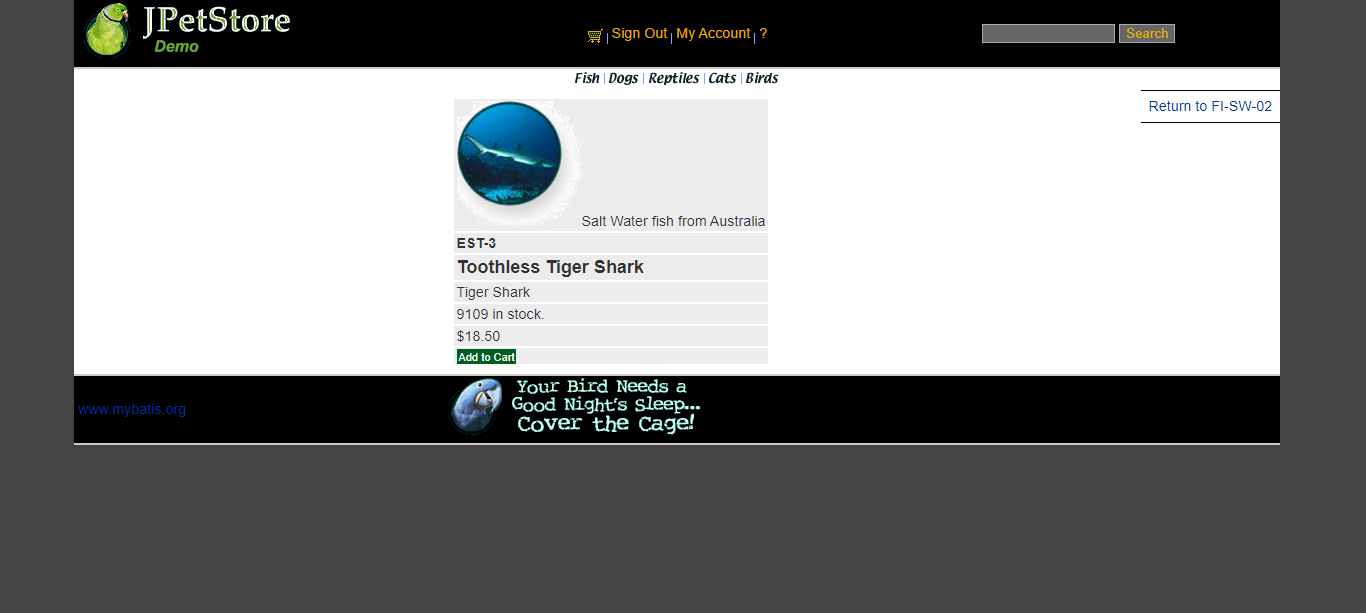 JPetStore
Demo
Sign Out | My Account | ?
Search
Fish | Dogs | Reptiles | Cats | Birds
Return to FI-SW-02
Salt Water fish from Australia
EST-3
Toothless Tiger Shark
Tiger Shark
9109 in stock.
$18.50
Add to Cart
www.mybatis.org
Your Bird Needs a
Good Night's Sleep...
Cover the Cage!